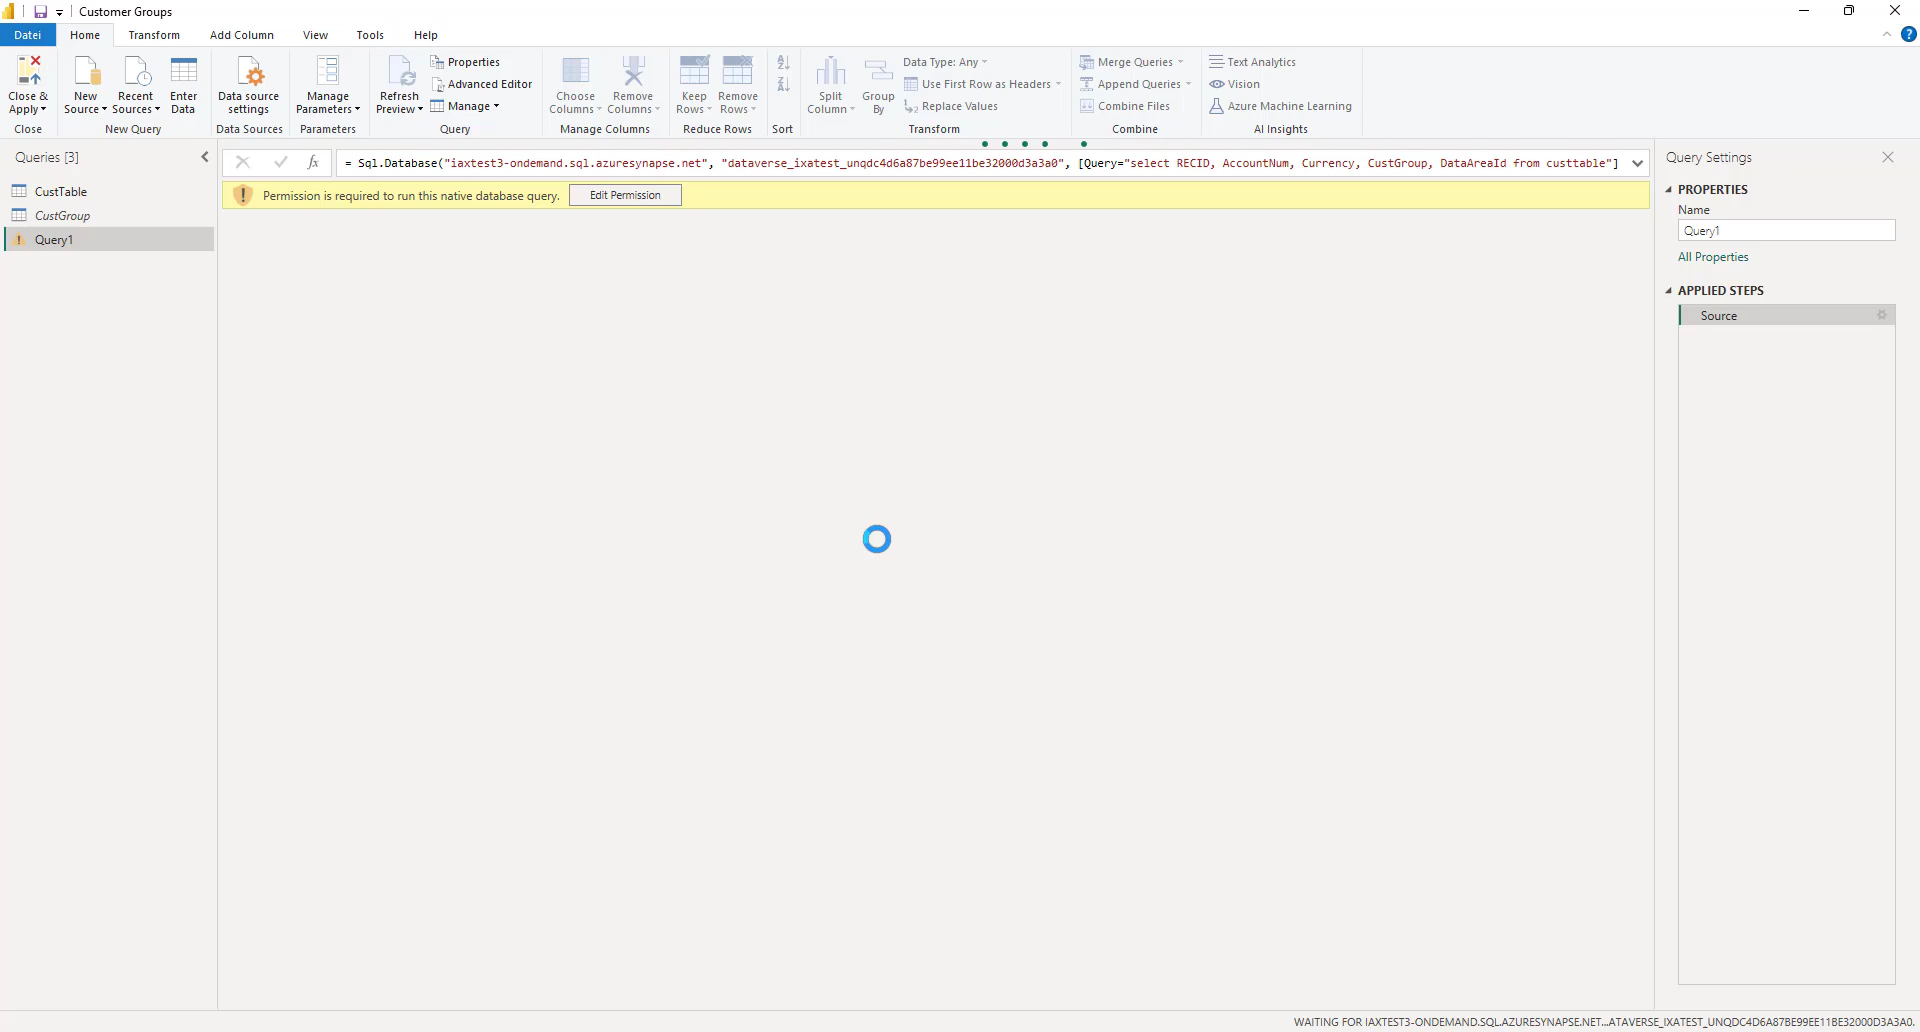 Customer Groups
Datei Home Transform Add Column View Tools Help
Close & Apply
Close
New Source
Recent Sources
Enter Data
New Query
Data source settings
Data Sources
Manage Parameters
Parameters
Refresh Preview
Properties
Advanced Editor
Manage
Query
Choose Columns
Remove Columns
Manage Columns
Keep Rows
Remove Rows
Reduce Rows
Sort
Split Column
Group By
Data Type: Any
Use First Row as Headers
Replace Values
Transform
Merge Queries
Append Queries
Combine Files
Combine
Text Analytics
Vision
Azure Machine Learning
AI Insights
Queries [3]
CustTable
CustGroup
Query1
fx
= Sql.Database("iaxtest3-ondemand.sql.azuresynapse.net", "dataverse_ixatest_unqdc4d6a87be99ee11be32000d3a3a0", [Query="select RECID, AccountNum, Currency, CustGroup, DataAreaId from custtable"]
Permission is required to run this native database query. Edit Permission
Query Settings
PROPERTIES
Name
Query1
All Properties
APPLIED STEPS
Source
WAITING FOR IAXTEST3-ONDEMAND.SQL.AZURESYNAPSE.NET...ATAVERSE_IXATEST_UNQDC4D6A87BE99EE11BE32000D3A3A0.